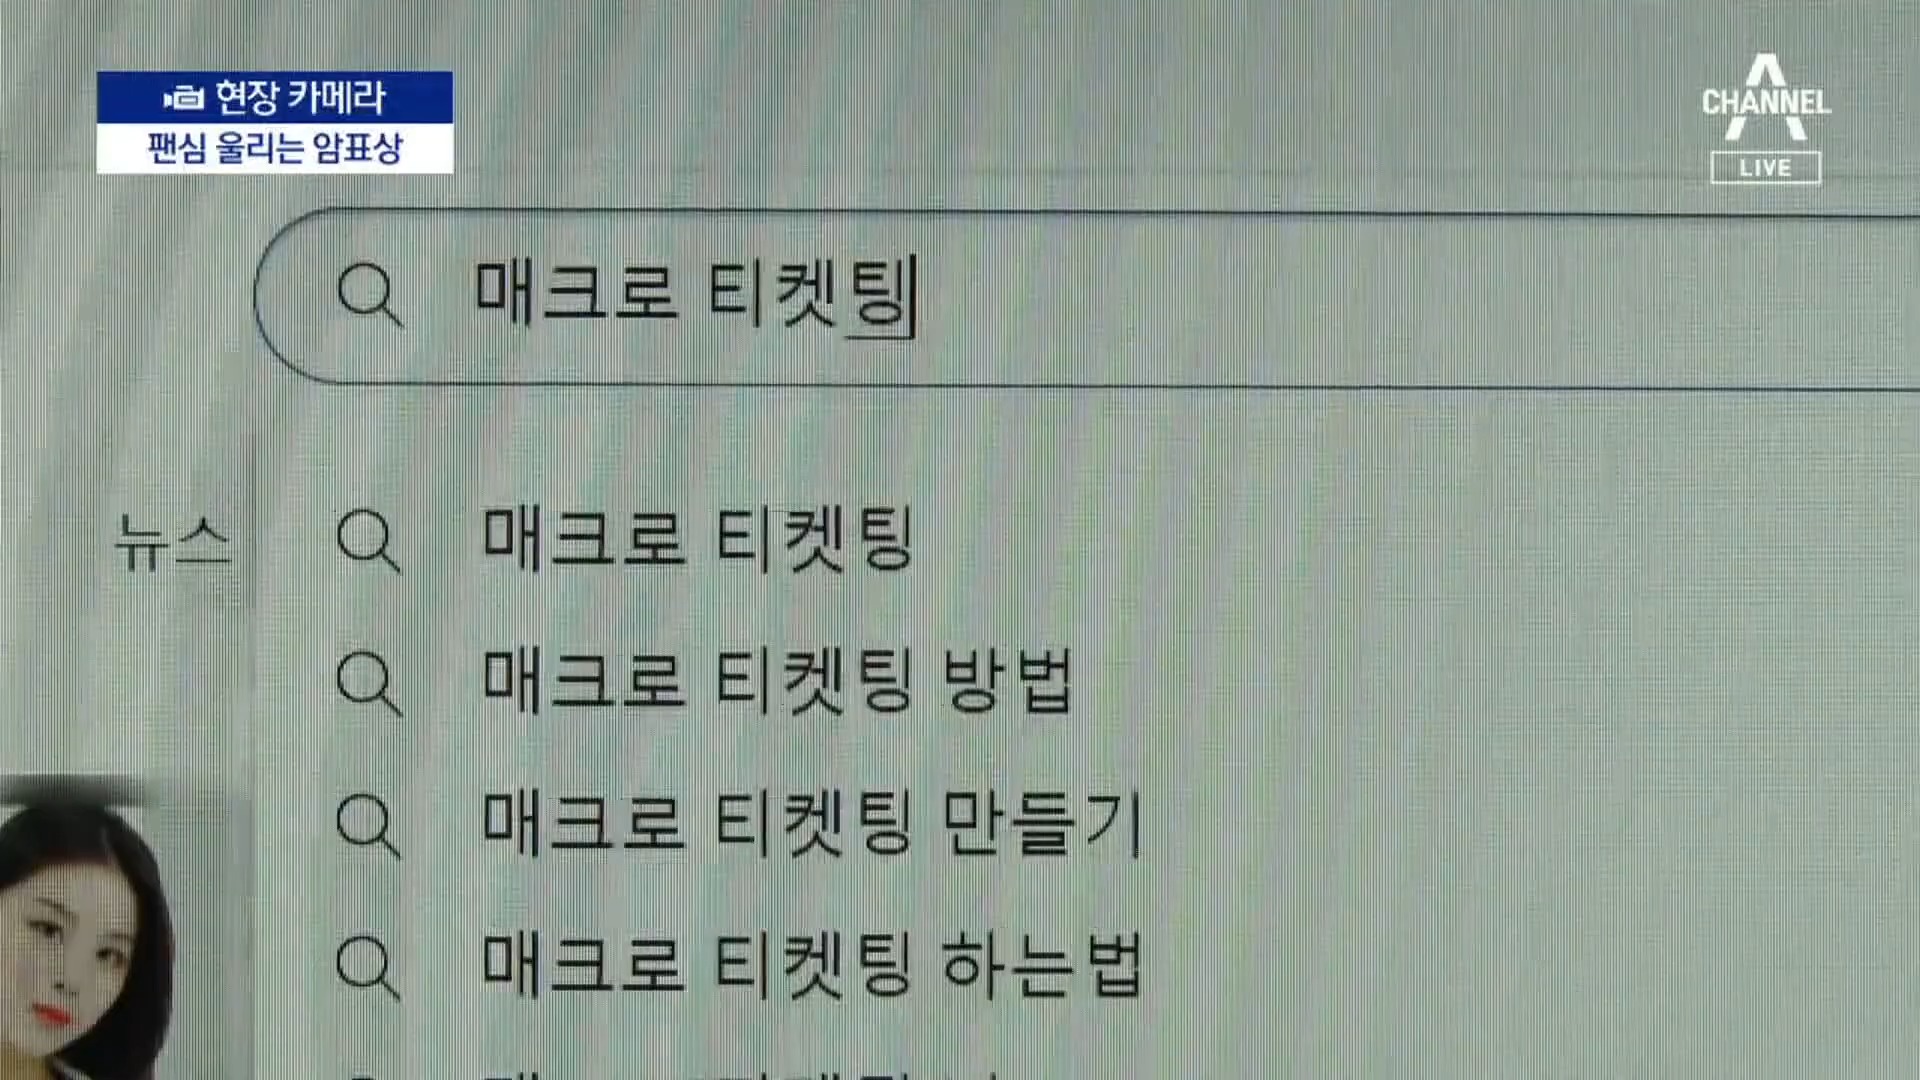 현장 카메라
팬심 울리는 암표상
CHANNEL A
LIVE
매크로 티켓팅
뉴스
매크로 티켓팅
매크로 티켓팅 방법
매크로 티켓팅 만들기
매크로 티켓팅 하는법